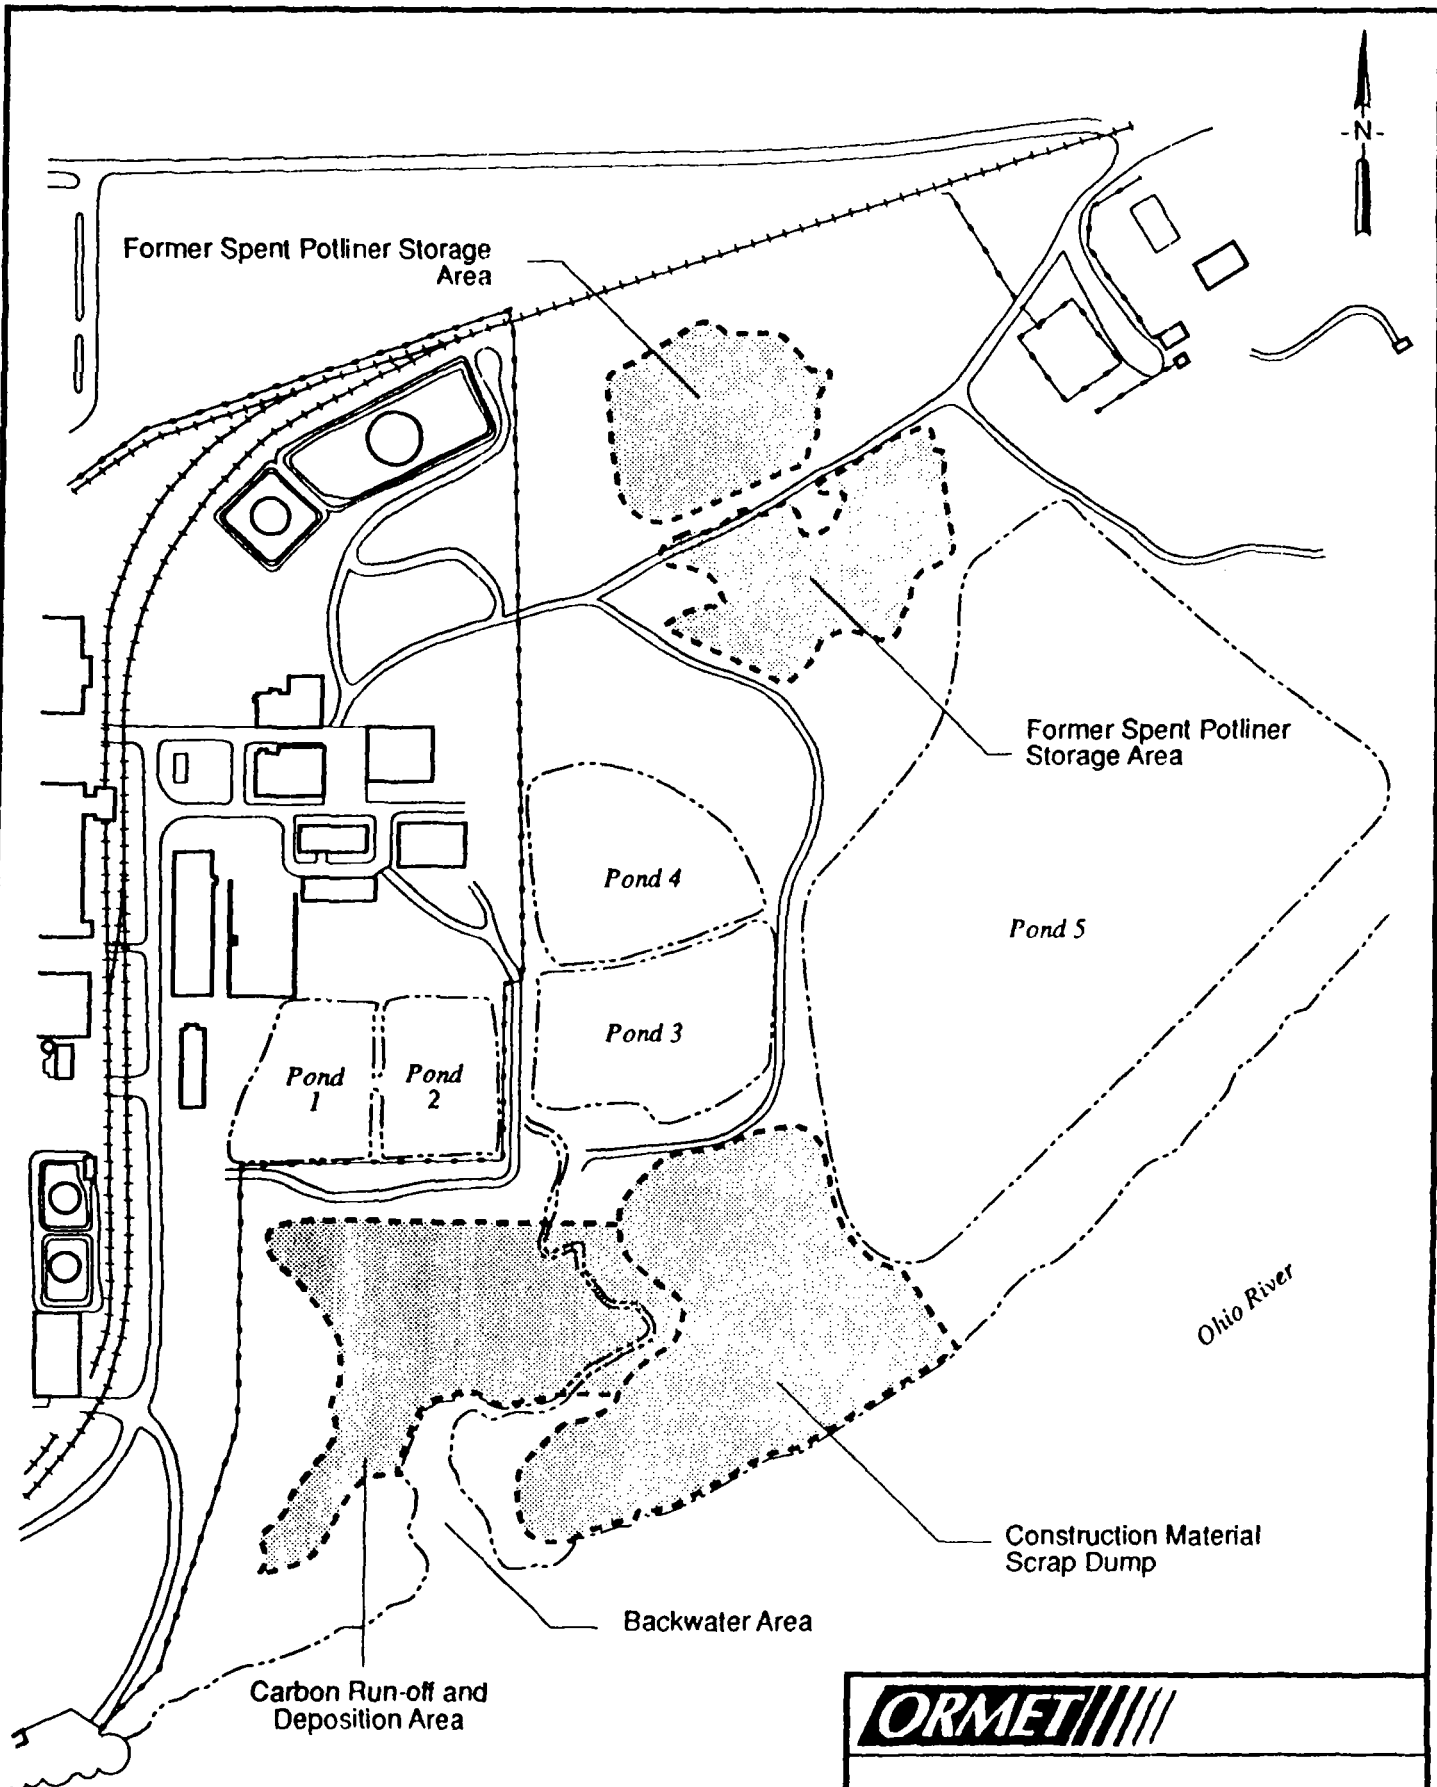 -N-
Former Spent Potliner Storage
Area
Former Spent Potliner
Storage Area
Pond 4
Pond 5
Pond 3
Pond
1
Pond
2
Ohio River
Construction Material
Scrap Dump
Backwater Area
Carbon Run-off and
Deposition Area
ORMET